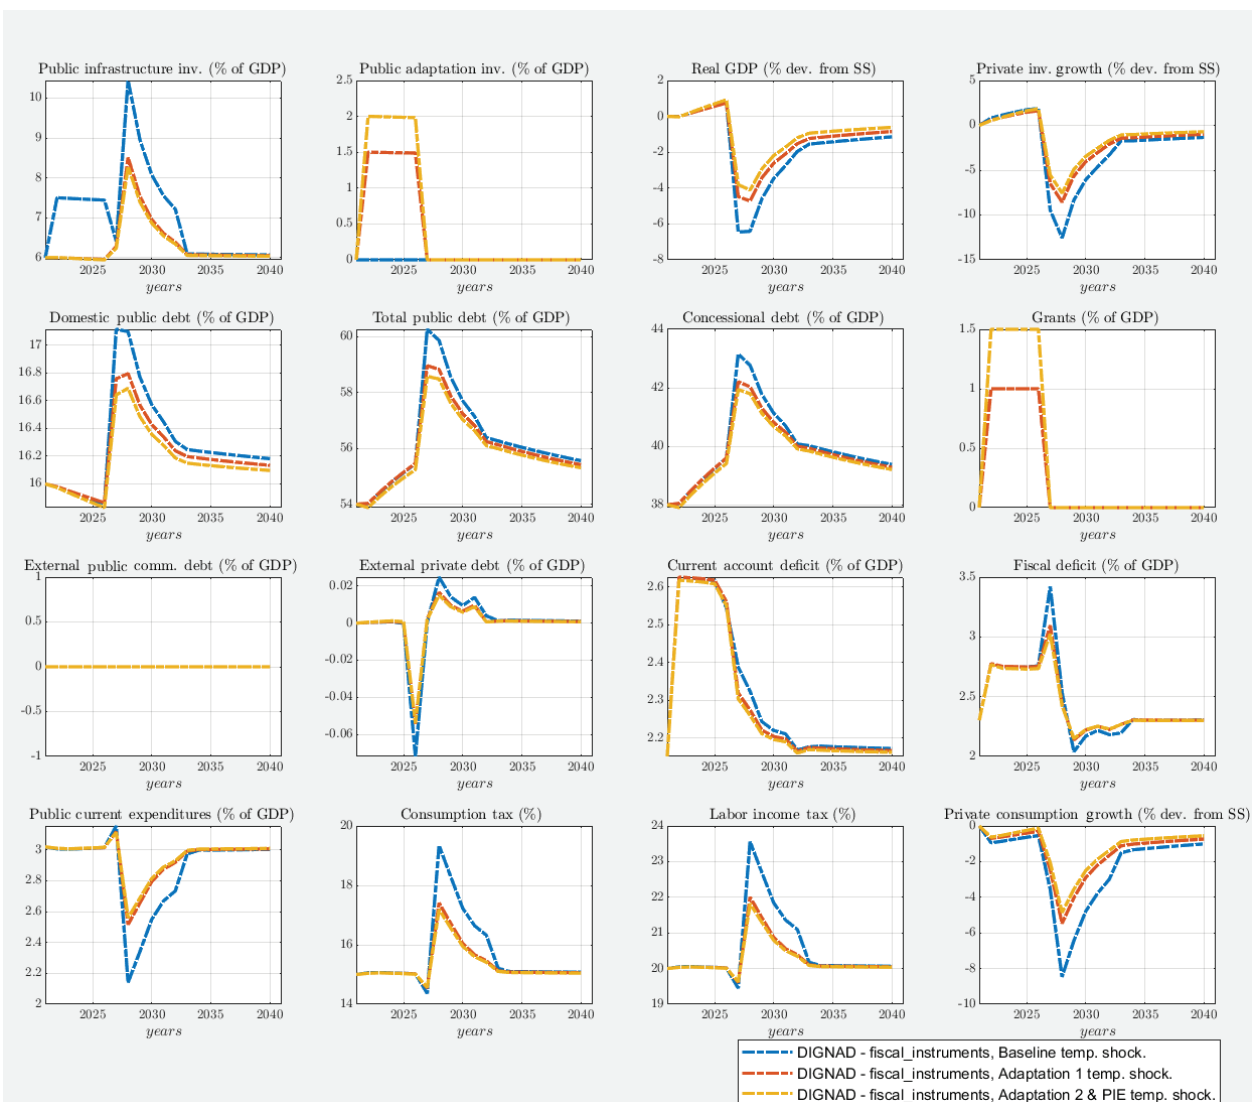 Public infrastructure inv. (% of GDP)
Public adaptation inv. (% of GDP)
Real GDP (% dev. from SS)
Private inv. growth (% dev. from SS)
10
9
8
7
6
2025 2030 2035 2040
years
2.5
2
1.5
1
0.5
0
2025 2030 2035 2040
years
2
0
-2
-4
-6
-8
2025 2030 2035 2040
years
5
0
-5
-10
-15
2025 2030 2035 2040
years
Domestic public debt (% of GDP)
Total public debt (% of GDP)
Concessional debt (% of GDP)
Grants (% of GDP)
17
16.8
16.6
16.4
16.2
16
2025 2030 2035 2040
years
60
58
56
54
2025 2030 2035 2040
years
44
42
40
38
2025 2030 2035 2040
years
1.5
1
0.5
0
2025 2030 2035 2040
years
External public comm. debt (% of GDP)
External private debt (% of GDP)
Current account deficit (% of GDP)
Fiscal deficit (% of GDP)
1
0.5
0
-0.5
-1
2025 2030 2035 2040
years
0.02
0
-0.02
-0.04
-0.06
2025 2030 2035 2040
years
2.6
2.5
2.4
2.3
2.2
2025 2030 2035 2040
years
3.5
3
2.5
2
2025 2030 2035 2040
years
Public current expenditures (% of GDP)
Consumption tax (%)
Labor income tax (%)
Private consumption growth (% dev. from SS)
3
2.8
2.6
2.4
2.2
2
2025 2030 2035 2040
years
20
18
16
14
2025 2030 2035 2040
years
24
23
22
21
20
19
2025 2030 2035 2040
years
0
-2
-4
-6
-8
-10
2025 2030 2035 2040
years
DIGNAD - fiscal_instruments, Baseline temp. shock.
DIGNAD - fiscal_instruments, Adaptation 1 temp. shock.
DIGNAD - fiscal_instruments, Adaptation 2 & PIE temp. shock.